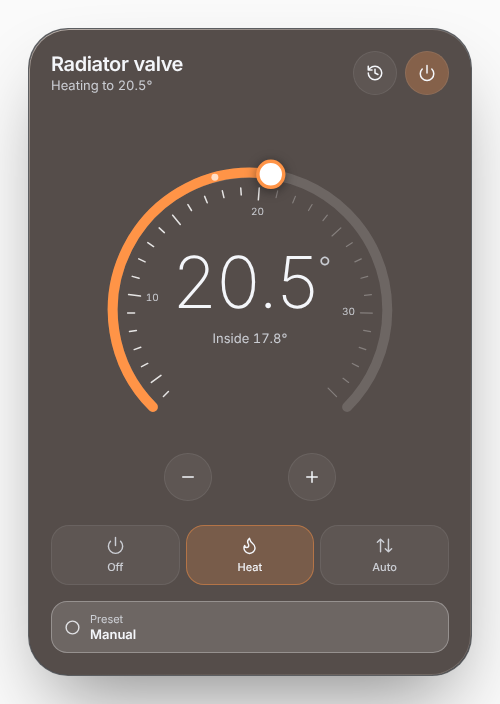 Radiator valve
Heating to 20.5°
20
20.5°
10
30
Inside 17.8°
Off
Heat
Auto
Preset
Manual